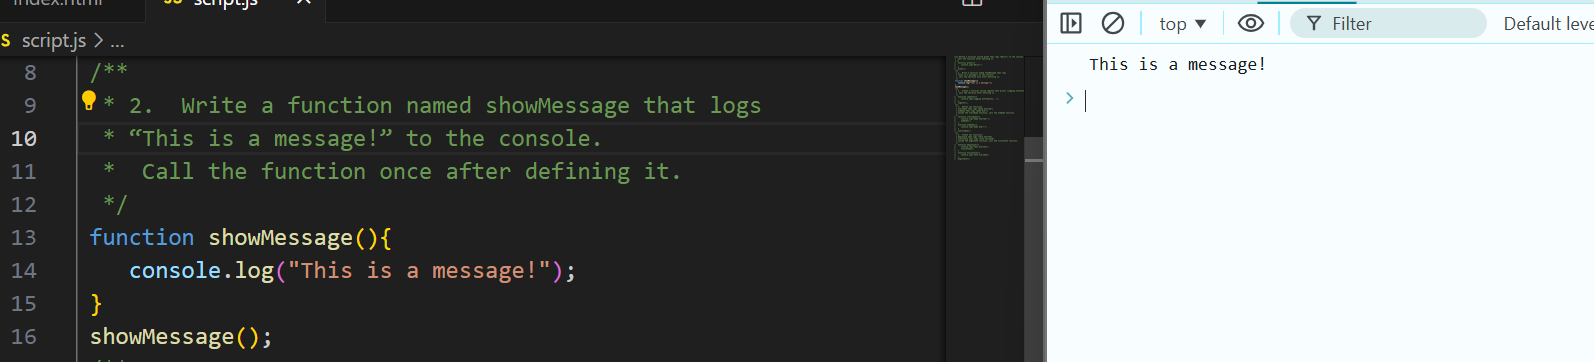 index.html
JS script.js
JS script.js > ...
8 /**
9 * 2.  Write a function named showMessage that logs
10 * “This is a message!” to the console.
11 *  Call the function once after defining it.
12 */
13 function showMessage(){
14 console.log("This is a message!");
15 }
16 showMessage();
top
Filter
Default leve
This is a message!
>